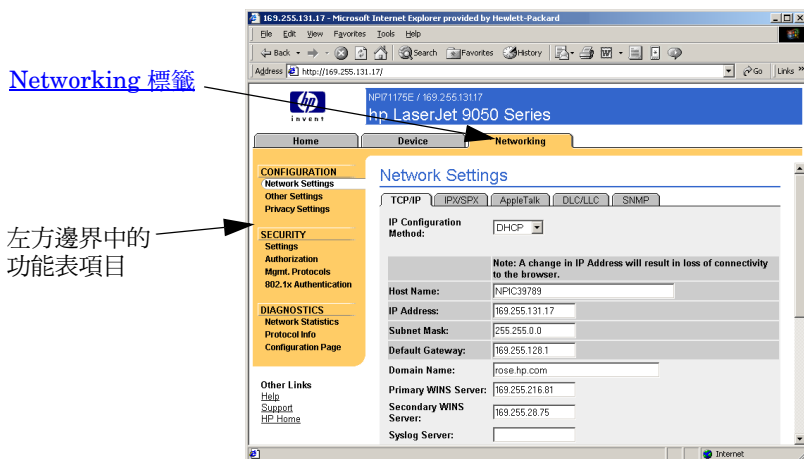 Networking 標籤
左方邊界中的
功能表項目
169.255.131.17 - Microsoft Internet Explorer provided by Hewlett-Packard
File Edit View Favorites Tools Help
Back Search Favorites History
Address http://169.255.131.17/ Go Links »
hp
invent
NPI71175E / 169.255.131.17
hp LaserJet 9050 Series
Home Device Networking
CONFIGURATION
Network Settings
Other Settings
Privacy Settings
SECURITY
Settings
Authorization
Mgmt. Protocols
802.1x Authentication
DIAGNOSTICS
Network Statistics
Protocol Info
Configuration Page
Other Links
Help
Support
HP Home
Network Settings
TCP/IP IPX/SPX AppleTalk DLC/LLC SNMP
IP Configuration
Method: DHCP
Note: A change in IP Address will result in loss of connectivity
to the browser.
Host Name: NPIC39789
IP Address: 169.255.131.17
Subnet Mask: 255.255.0.0
Default Gateway: 169.255.128.1
Domain Name: rose.hp.com
Primary WINS Server: 169.255.216.81
Secondary WINS
Server: 169.255.28.75
Syslog Server:
Internet